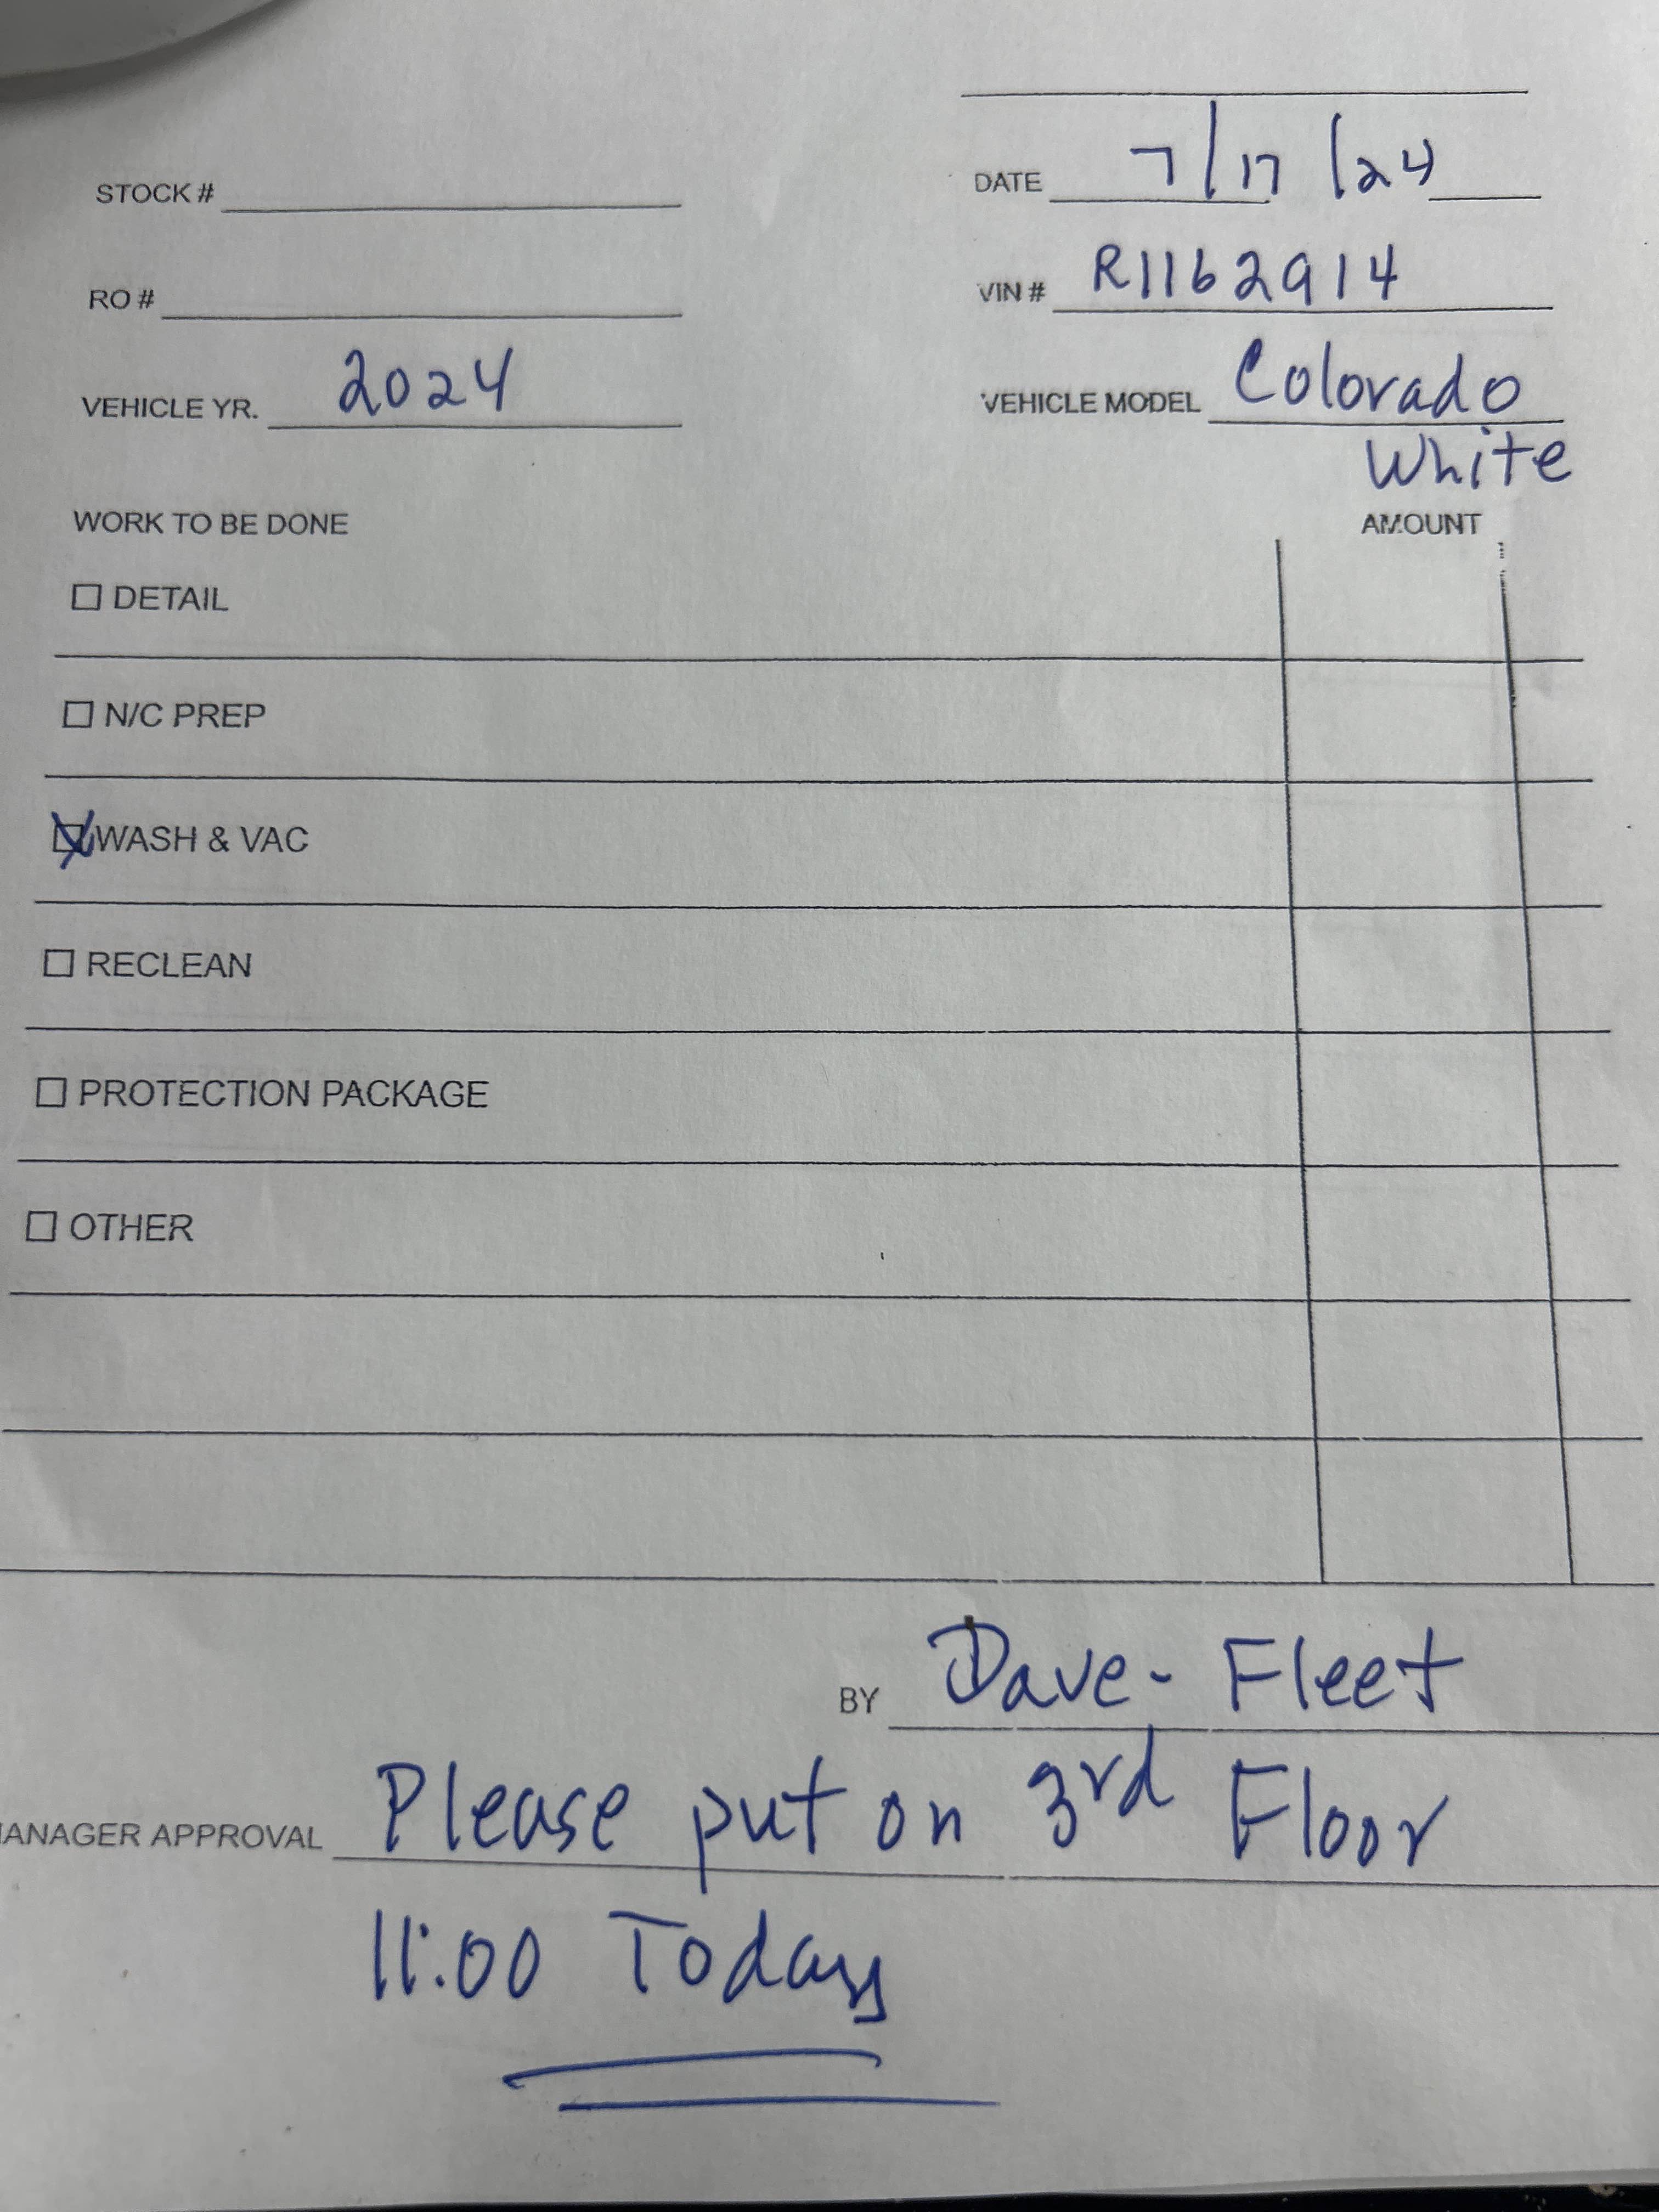 STOCK #
DATE 7/17/24
RO #
VIN # R1162914
VEHICLE YR. 2024
VEHICLE MODEL Colorado
White
WORK TO BE DONE
AMOUNT
DETAIL
N/C PREP
WASH & VAC
RECLEAN
PROTECTION PACKAGE
OTHER
BY Dave- Fleet
ANAGER APPROVAL Please put on 3rd Floor
11:00 Today